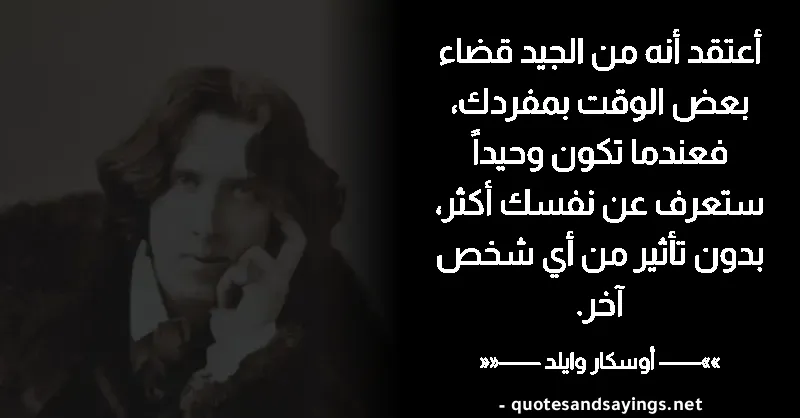 أعتقد أنه من الجيد قضاء
بعض الوقت بمفردك،
فعندما تكون وحيداً
ستعرف عن نفسك أكثر،
بدون تأثير من أي شخص
آخر.
»»—— أوسكار وايلد ——««
- quotesandsayings.net